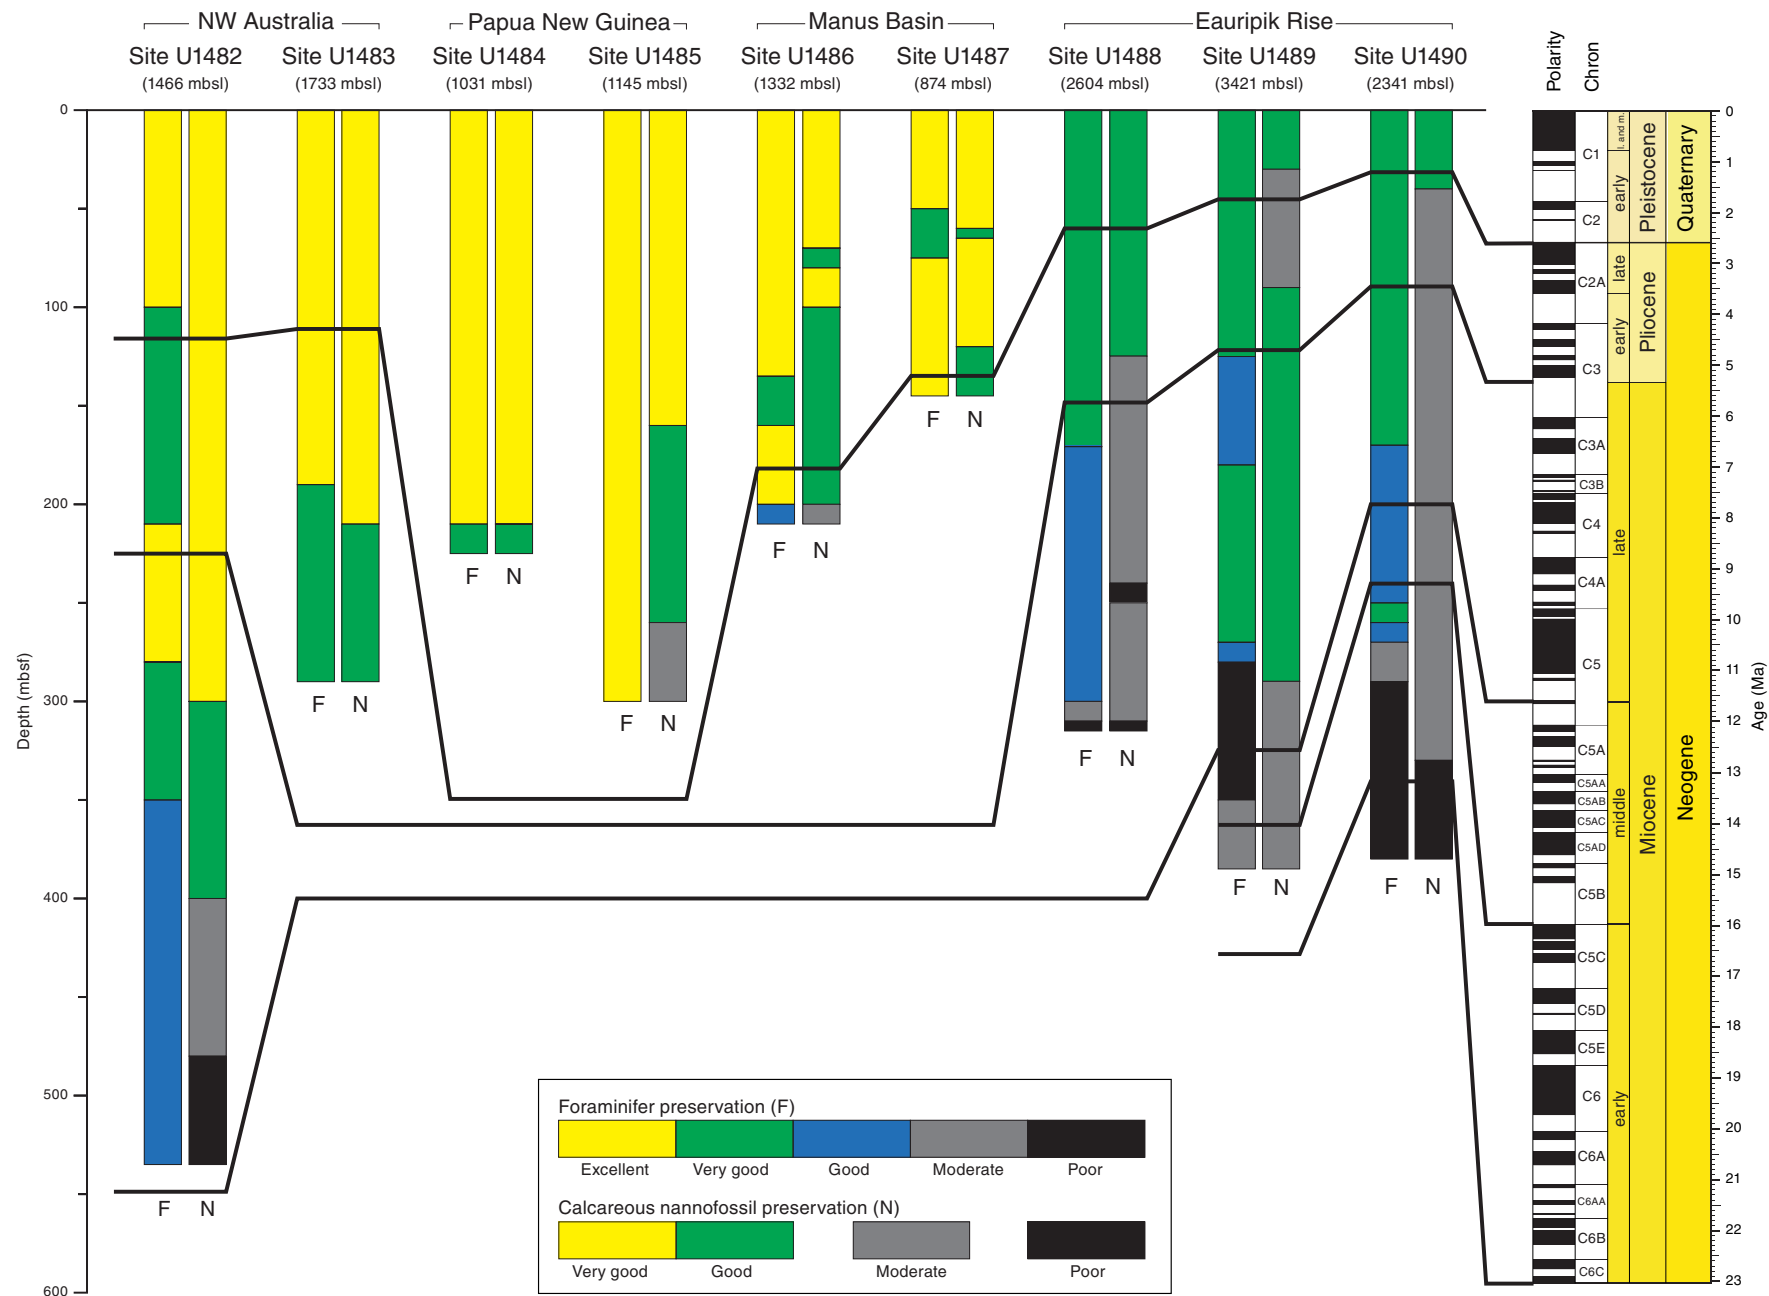 NW Australia Papua New Guinea Manus Basin Eauripik Rise
Site U1482 Site U1483 Site U1484 Site U1485 Site U1486 Site U1487 Site U1488 Site U1489 Site U1490
(1466 mbsl) (1733 mbsl) (1031 mbsl) (1145 mbsl) (1332 mbsl) (874 mbsl) (2604 mbsl) (3421 mbsl) (2341 mbsl)
Polarity
Chron
Depth (mbsf)
0
100
200
300
400
500
600
F N
F N
F N
F N
F N
F N
F N
F N
F N
C1
C2
C2A
C3
C3A
C3B
C4
C4A
C5
C5A
C5AA
C5AB
C5AC
C5AD
C5B
C5C
C5D
C5E
C6
C6A
C6AA
C6B
C6C
l. and m.
early
late
early
late
middle
early
Pleistocene
Pliocene
Miocene
Quaternary
Neogene
0
1
2
3
4
5
6
7
8
9
10
11
12
13
14
15
16
17
18
19
20
21
22
23
Age (Ma)
Foraminifer preservation (F)
Excellent Very good Good Moderate Poor
Calcareous nannofossil preservation (N)
Very good Good Moderate Poor